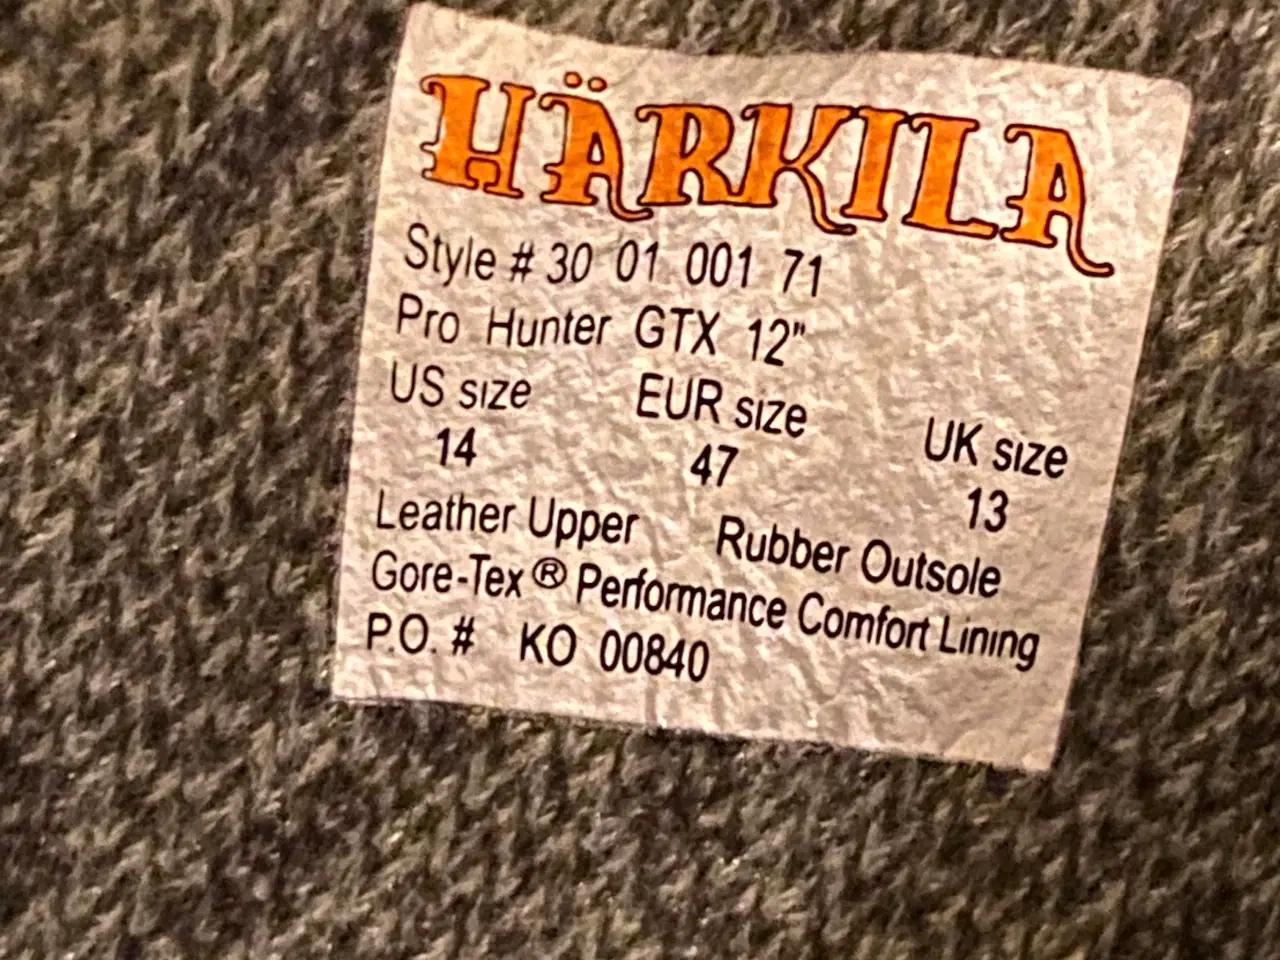 HÄRKILA
Style # 30 01 001 71
Pro Hunter GTX 12"
US size EUR size UK size
14 47 13
Leather Upper Rubber Outsole
Gore-Tex® Performance Comfort Lining
P.O. # KO 00840